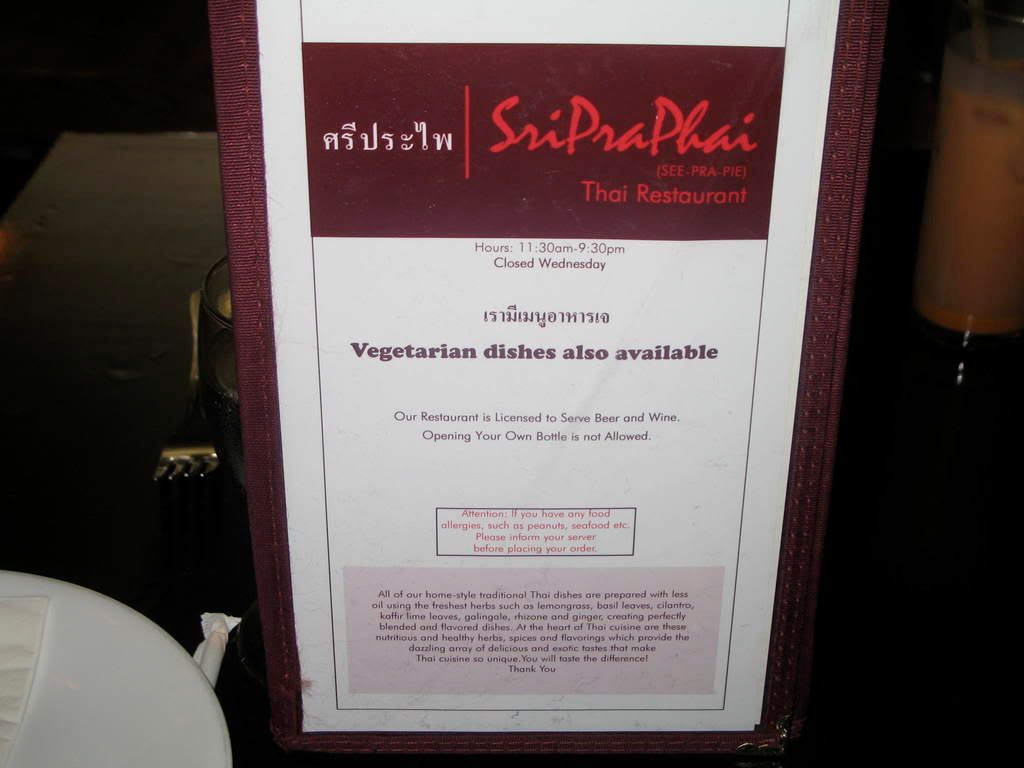 ศรีประไพ
SriPraPhai
(SEE-PRA-PIE)
Thai Restaurant
Hours: 11:30am-9:30pm
Closed Wednesday
เรามีเมนูอาหารเจ
Vegetarian dishes also available
Our Restaurant is Licensed to Serve Beer and Wine.
Opening Your Own Bottle is not Allowed.
Attention: If you have any food
allergies, such as peanuts, seafood etc.
Please inform your server
before placing your order.
All of our home-style traditional Thai dishes are prepared with less
oil using the freshest herbs such as lemongrass, basil leaves, cilantro,
kaffir lime leaves, galingale, rhizone and ginger, creating perfectly
blended and flavored dishes. At the heart of Thai cuisine are these
nutritious and healthy herbs, spices and flavorings which provide the
dazzling array of delicious and exotic tastes that make
Thai cuisine so unique.You will taste the difference!
Thank You